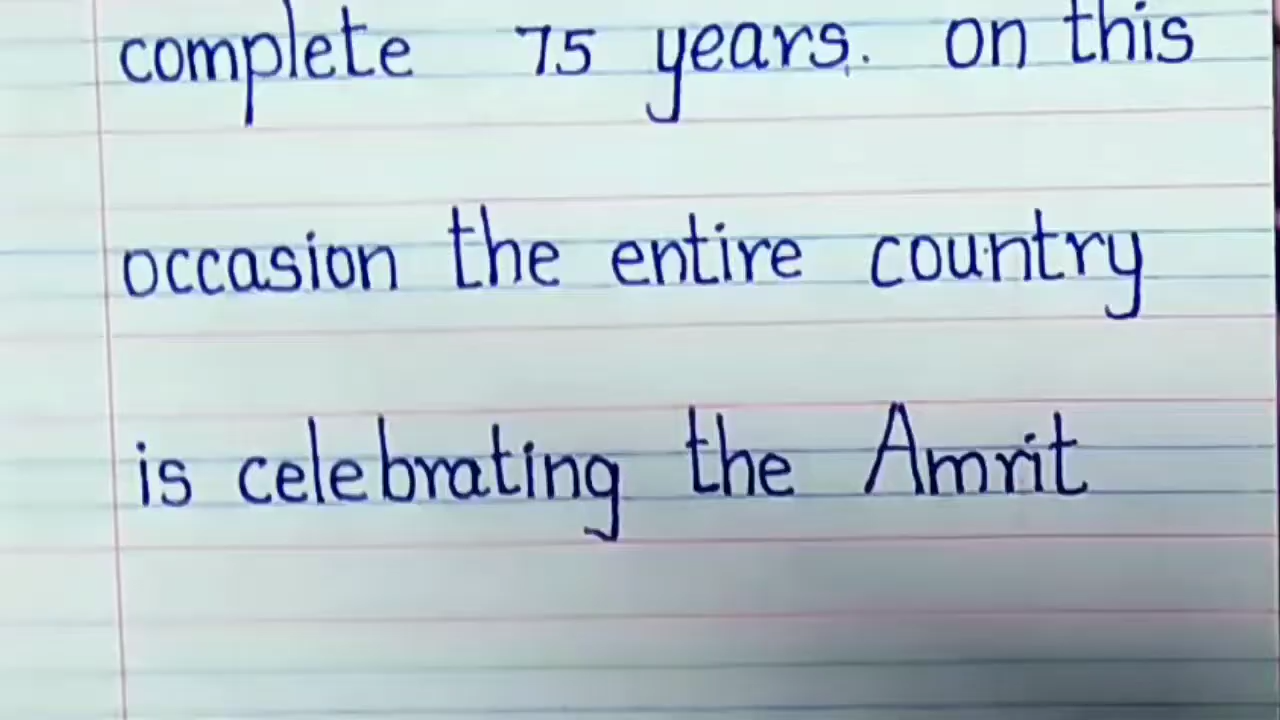 complete 75 years. on this
occasion the entire country
is celebrating the Amrit